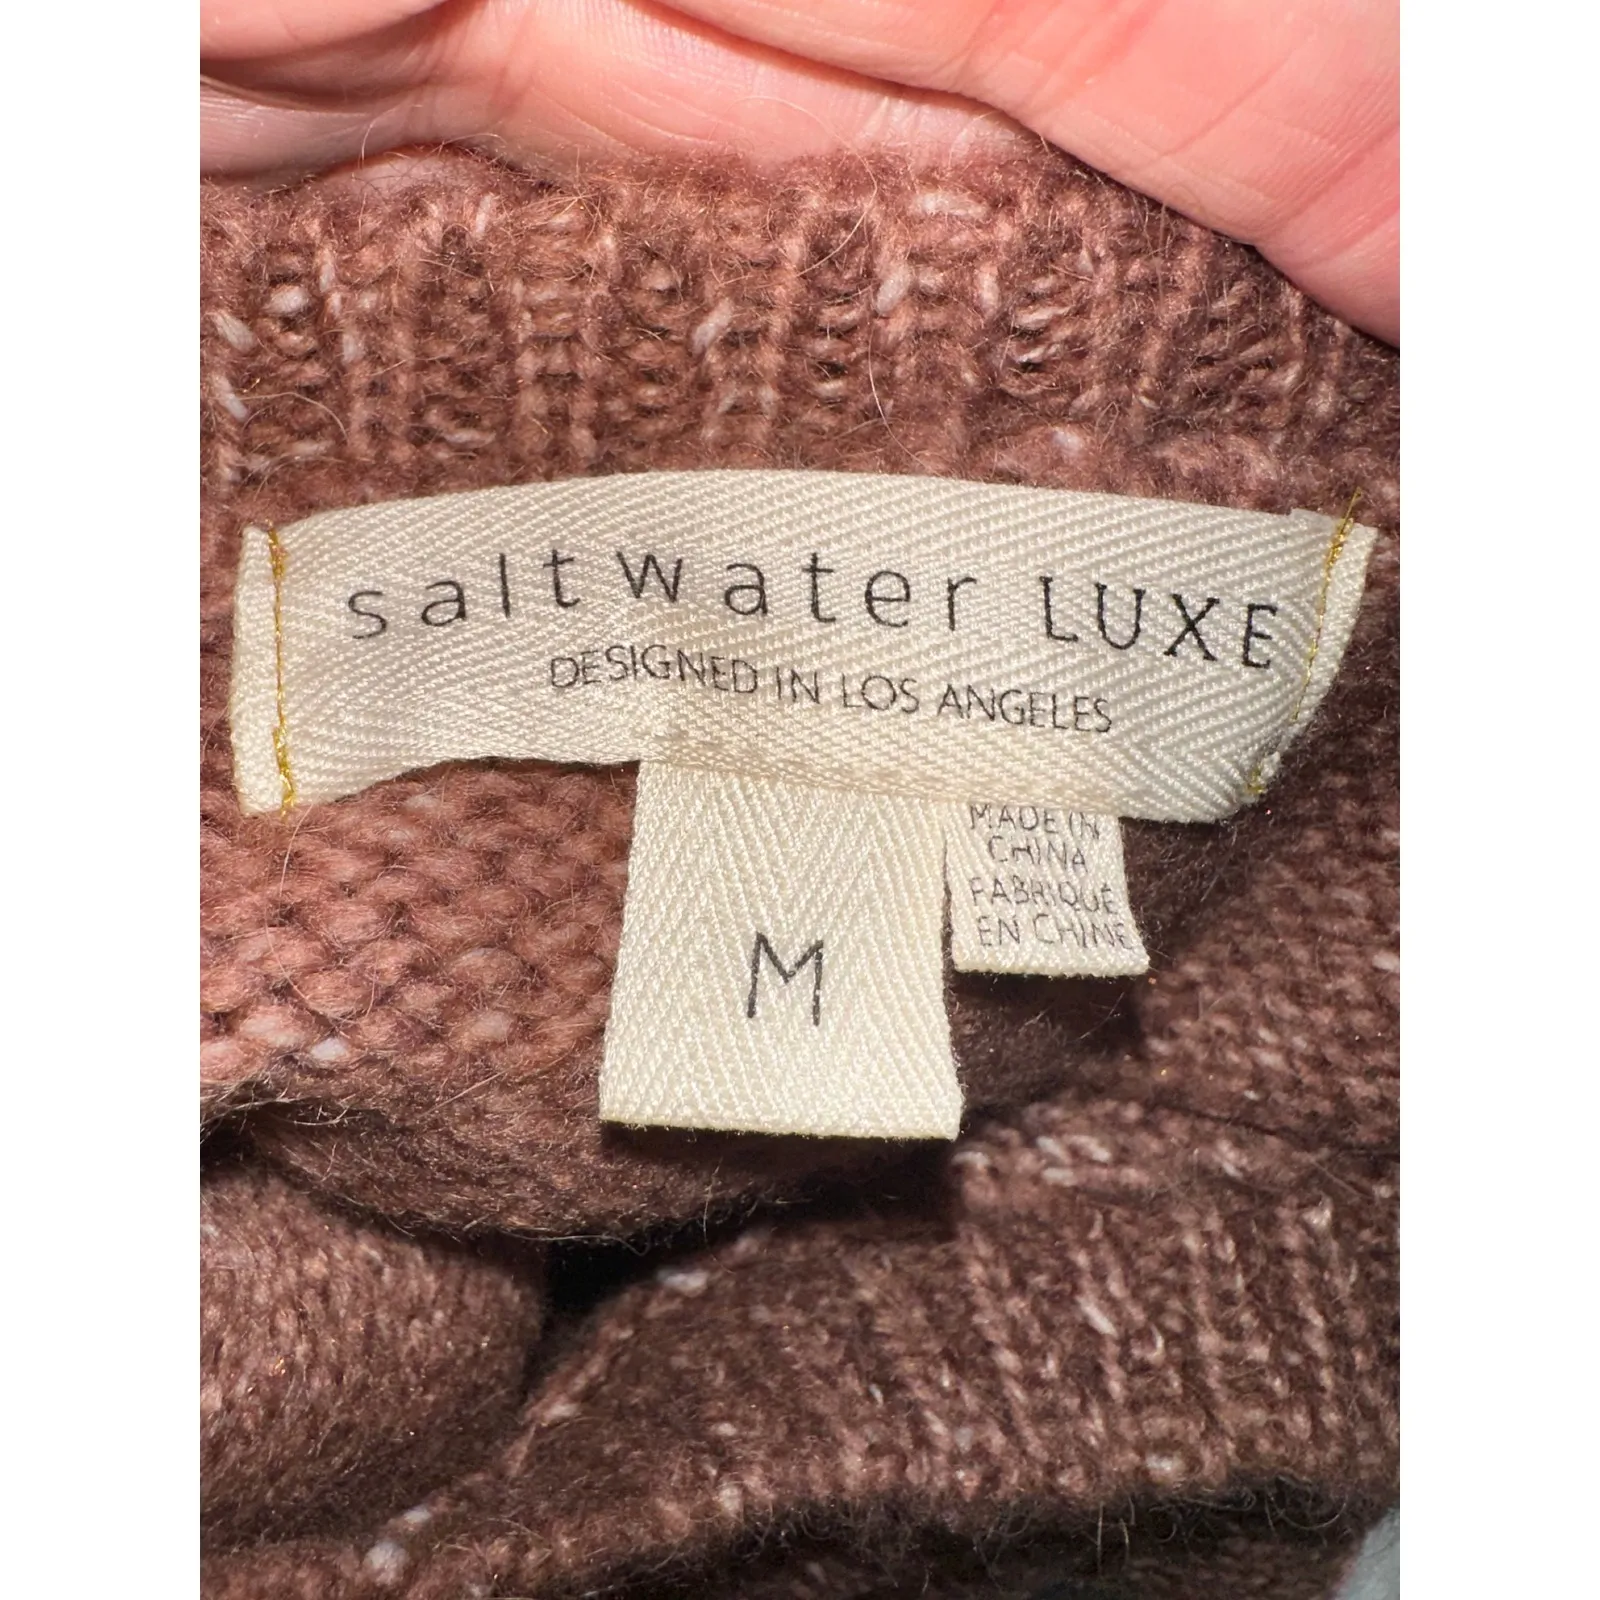 saltwater LUXE
DESIGNED IN LOS ANGELES
M
MADE IN
CHINA
FABRIQUÉ
EN CHINE